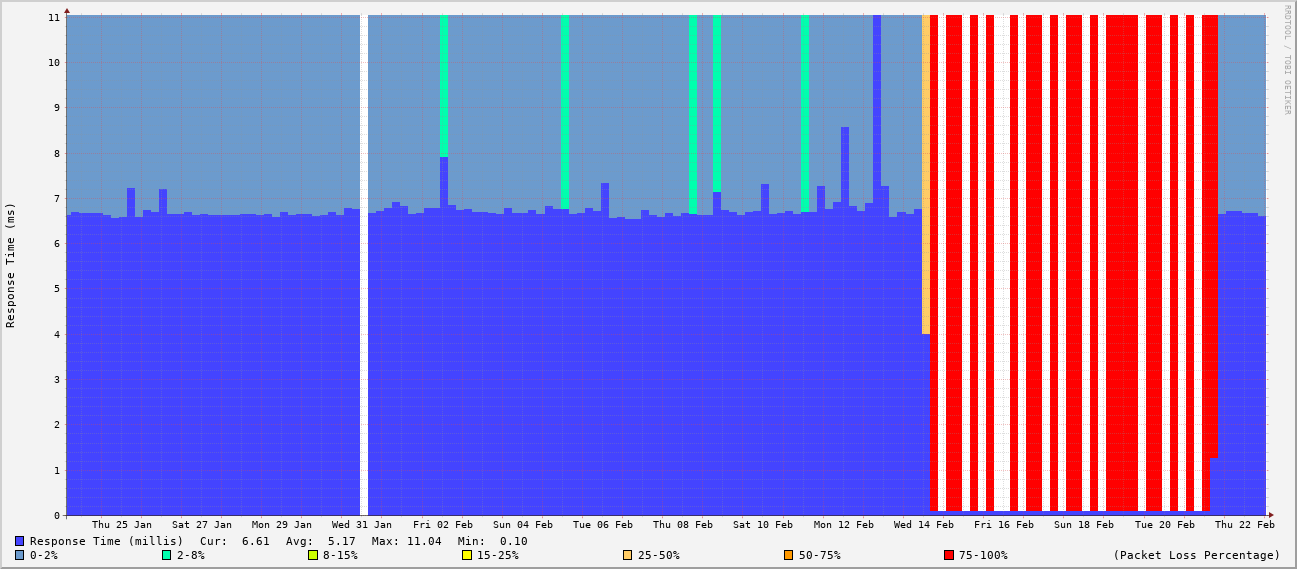 11
10
9
8
7
6
5
4
3
2
1
0
Response Time (ms)
RRDTOOL / TOBI OETIKER
Thu 25 Jan Sat 27 Jan Mon 29 Jan Wed 31 Jan Fri 02 Feb Sun 04 Feb Tue 06 Feb Thu 08 Feb Sat 10 Feb Mon 12 Feb Wed 14 Feb Fri 16 Feb Sun 18 Feb Tue 20 Feb Thu 22 Feb
Response Time (millis) Cur: 6.61 Avg: 5.17 Max: 11.04 Min: 0.10
0-2% 2-8% 8-15% 15-25% 25-50% 50-75% 75-100% (Packet Loss Percentage)